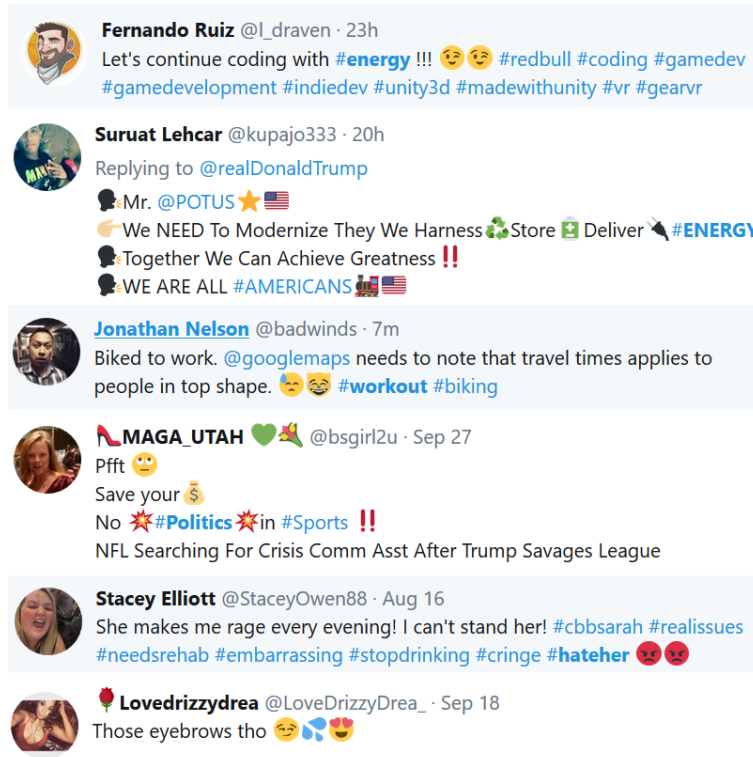 Fernando Ruiz @l_draven · 23h
Let's continue coding with #energy !!! 😉😉 #redbull #coding #gamedev
#gamedevelopment #indiedev #unity3d #madewithunity #vr #gearvr
Suruat Lehcar @kupajo333 · 20h
Replying to @realDonaldTrump
🗣Mr. @POTUS⭐🇺🇸
👉🏼We NEED To Modernize They We Harness♻Store🔋Deliver🔌#ENERGY
🗣Together We Can Achieve Greatness‼
🗣WE ARE ALL #AMERICANS🚂🇺🇸
Jonathan Nelson @badwinds · 7m
Biked to work. @googlemaps needs to note that travel times applies to
people in top shape. 😓😸 #workout #biking
👠MAGA_UTAH 💚💐 @bsgirl2u · Sep 27
Pfft 🙄
Save your💰
No 💥#Politics💥in #Sports ‼
NFL Searching For Crisis Comm Asst After Trump Savages League
Stacey Elliott @StaceyOwen88 · Aug 16
She makes me rage every evening! I can't stand her! #cbbsarah #realissues
#needsrehab #embarrassing #stopdrinking #cringe #hateher 😡😡
🌹Lovedrizzydrea @LoveDrizzyDrea_ · Sep 18
Those eyebrows tho 😏💦😍